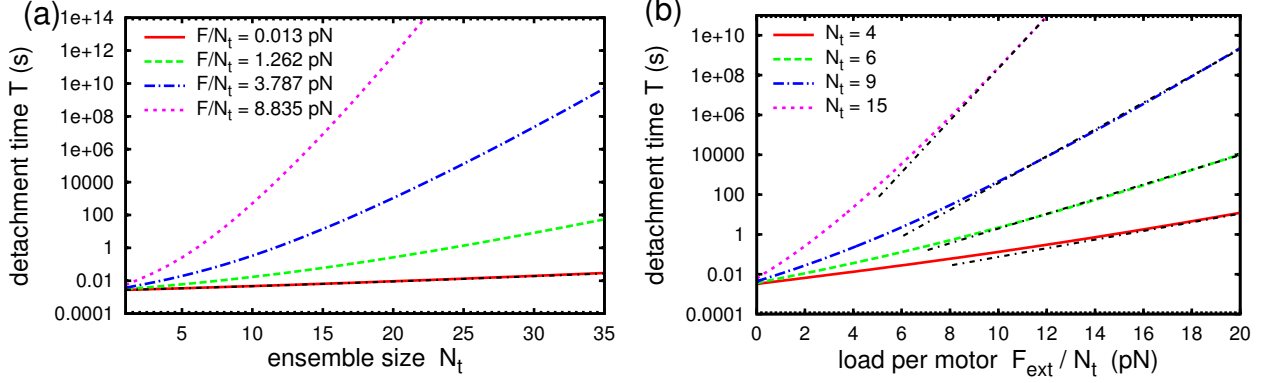 (a)
detachment time T (s)
1e+14
1e+12
1e+10
1e+08
1e+06
10000
100
1
0.01
0.0001
F/Nt = 0.013 pN
F/Nt = 1.262 pN
F/Nt = 3.787 pN
F/Nt = 8.835 pN
5 10 15 20 25 30 35
ensemble size Nt
(b)
detachment time T (s)
1e+10
1e+08
1e+06
10000
100
1
0.01
0.0001
Nt = 4
Nt = 6
Nt = 9
Nt = 15
0 2 4 6 8 10 12 14 16 18 20
load per motor Fext / Nt (pN)